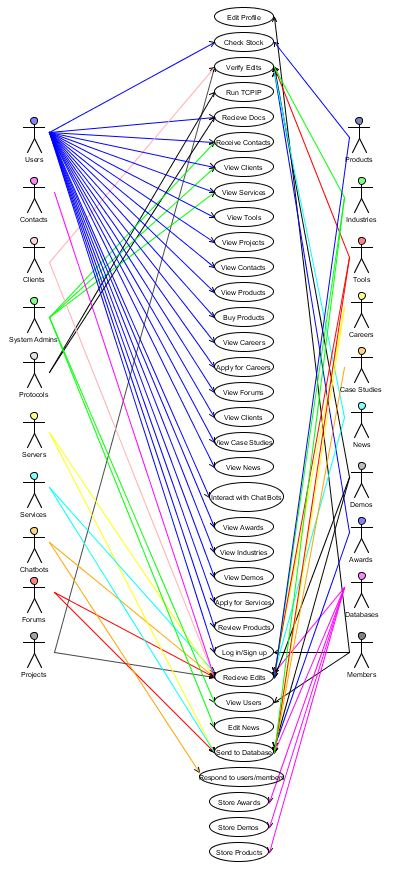 Edit Profile
Check Stock
Verify Edits
Run TCPIP
Recieve Docs
Receive Contacts
View Clients
View Services
View Tools
View Projects
View Contacts
View Products
Buy Products
View Careers
Apply for Careers
View Forums
View Clients
View Case Studies
View News
Interact with ChatBots
View Awards
View Industries
View Demos
Apply for Services
Review Products
Log in/Sign up
Recieve Edits
View Users
Edit News
Send to Database
Respond to users/members
Store Awards
Store Demos
Store Products
Users
Contacts
Clients
System Admins
Protocols
Servers
Services
Chatbots
Forums
Projects
Products
Industries
Tools
Careers
Case Studies
News
Demos
Awards
Databases
Members